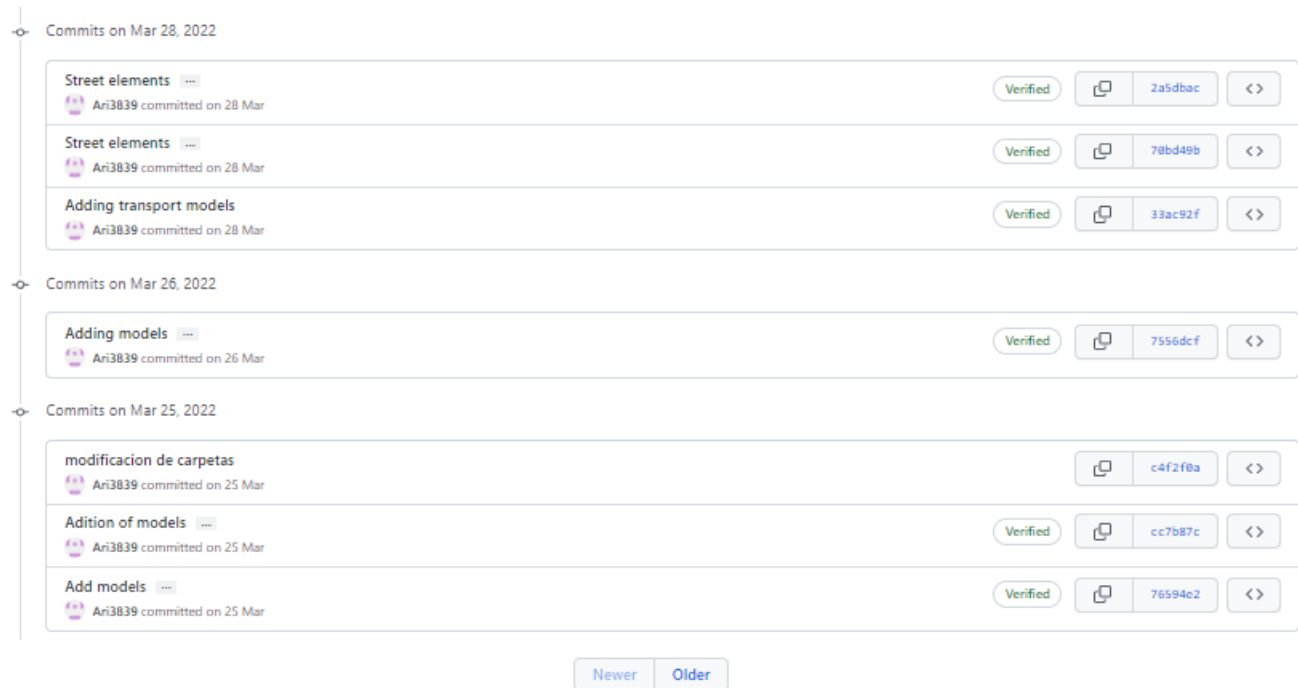 Commits on Mar 28, 2022
Street elements ...
Verified
2a5dbac
Ari3839 committed on 28 Mar
Street elements ...
Verified
70bd49b
Ari3839 committed on 28 Mar
Adding transport models
Verified
33ac92f
Ari3839 committed on 28 Mar
Commits on Mar 26, 2022
Adding models ...
Verified
7556dcf
Ari3839 committed on 26 Mar
Commits on Mar 25, 2022
modificacion de carpetas
c4f2f0a
Ari3839 committed on 25 Mar
Adition of models ...
Verified
cc7b87c
Ari3839 committed on 25 Mar
Add models ...
Verified
76594e2
Ari3839 committed on 25 Mar
Newer Older